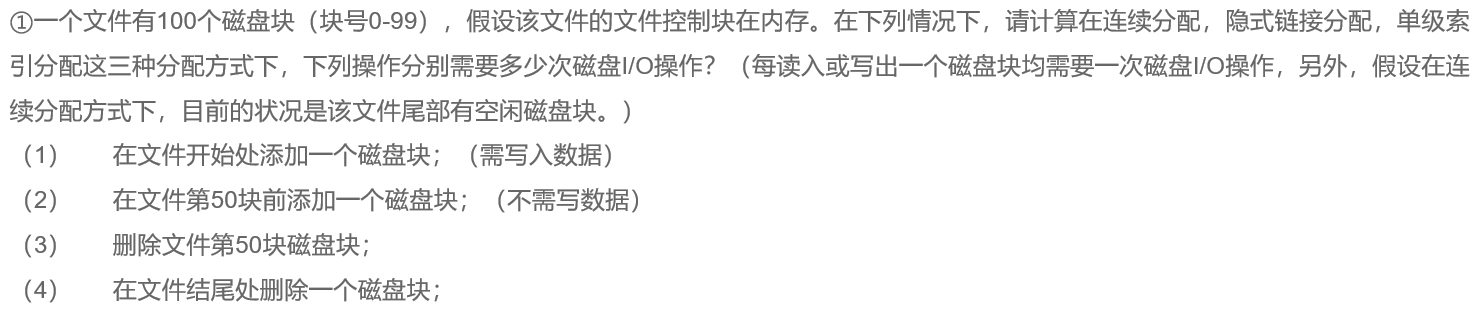 ①一个文件有100个磁盘块（块号0-99），假设该文件的文件控制块在内存。在下列情况下，请计算在连续分配，隐式链接分配，单级索
引分配这三种分配方式下，下列操作分别需要多少次磁盘I/O操作？（每读入或写出一个磁盘块均需要一次磁盘I/O操作，另外，假设在连
续分配方式下，目前的状况是该文件尾部有空闲磁盘块。）
（1） 在文件开始处添加一个磁盘块；（需写入数据）
（2） 在文件第50块前添加一个磁盘块；（不需写数据）
（3） 删除文件第50块磁盘块；
（4） 在文件结尾处删除一个磁盘块；